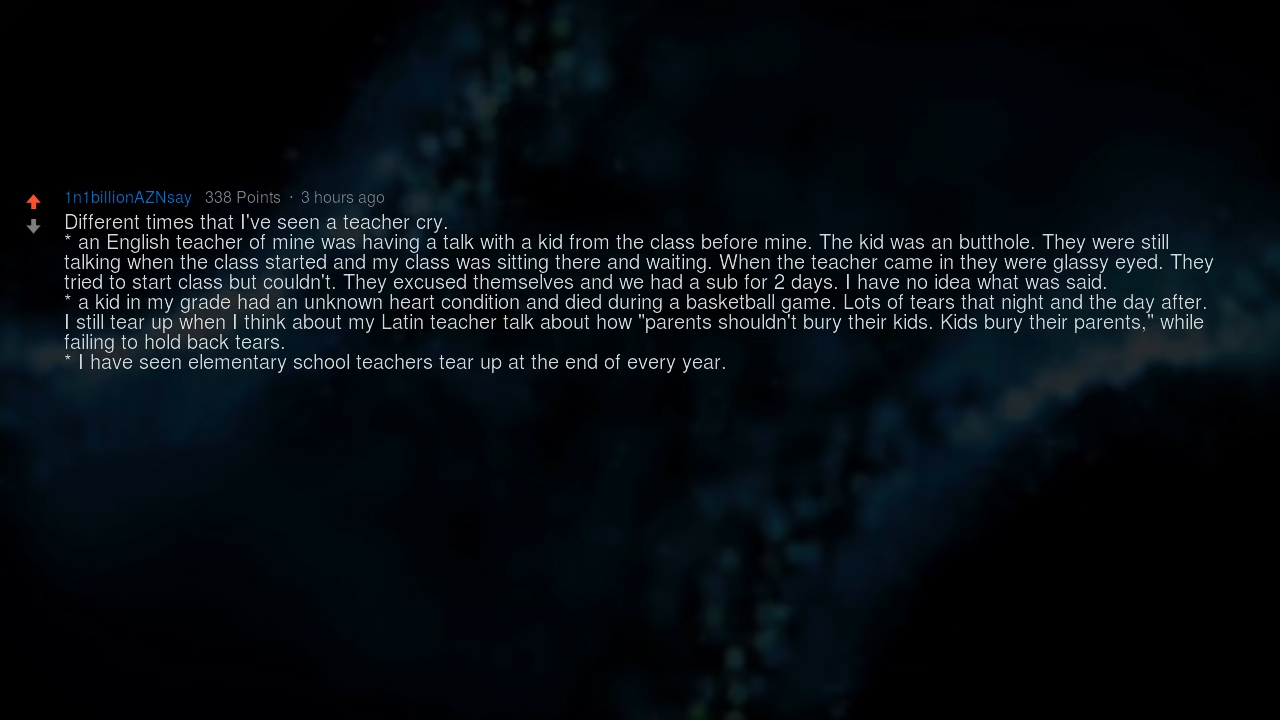 1n1billionAZNsay 338 Points · 3 hours ago
Different times that I've seen a teacher cry.
* an English teacher of mine was having a talk with a kid from the class before mine. The kid was an butthole. They were still
talking when the class started and my class was sitting there and waiting. When the teacher came in they were glassy eyed. They
tried to start class but couldn't. They excused themselves and we had a sub for 2 days. I have no idea what was said.
* a kid in my grade had an unknown heart condition and died during a basketball game. Lots of tears that night and the day after.
I still tear up when I think about my Latin teacher talk about how "parents shouldn't bury their kids. Kids bury their parents," while
failing to hold back tears.
* I have seen elementary school teachers tear up at the end of every year.